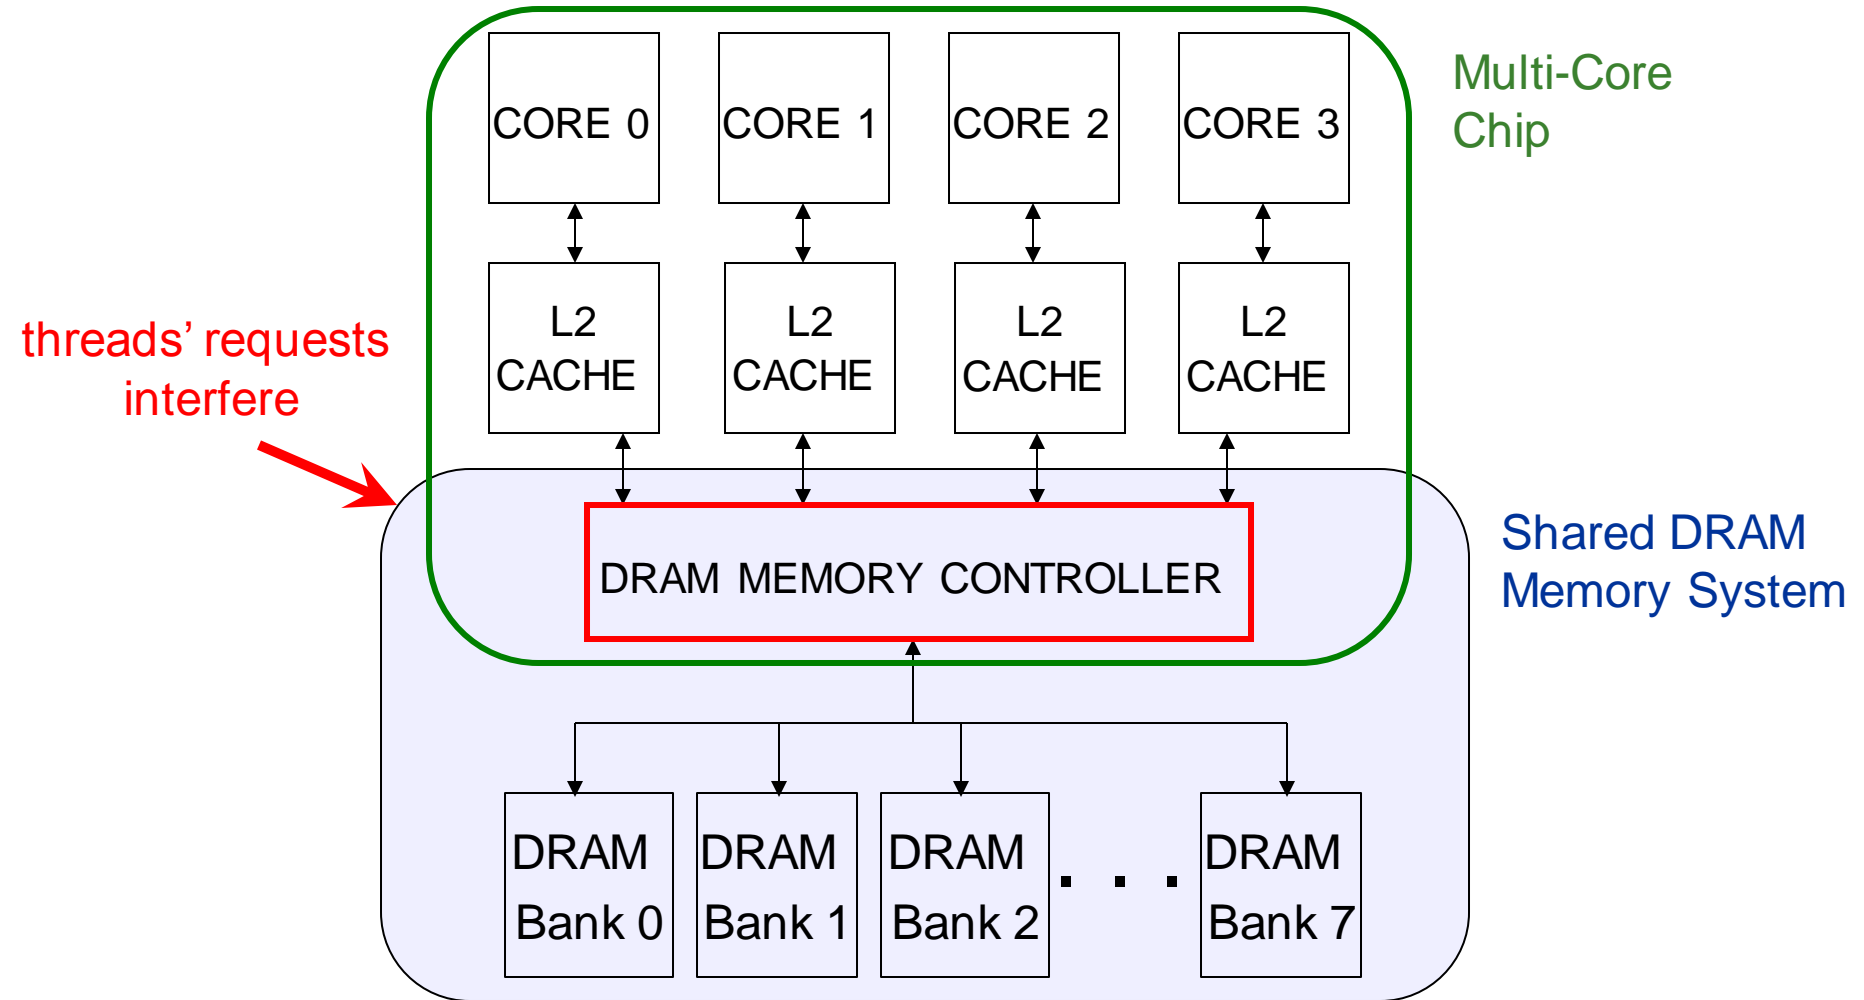 CORE 0
CORE 1
CORE 2
CORE 3
Multi-Core
Chip
L2
CACHE
L2
CACHE
L2
CACHE
L2
CACHE
threads’ requests
interfere
DRAM MEMORY CONTROLLER
Shared DRAM
Memory System
DRAM
Bank 0
DRAM
Bank 1
DRAM
Bank 2
. . .
DRAM
Bank 7